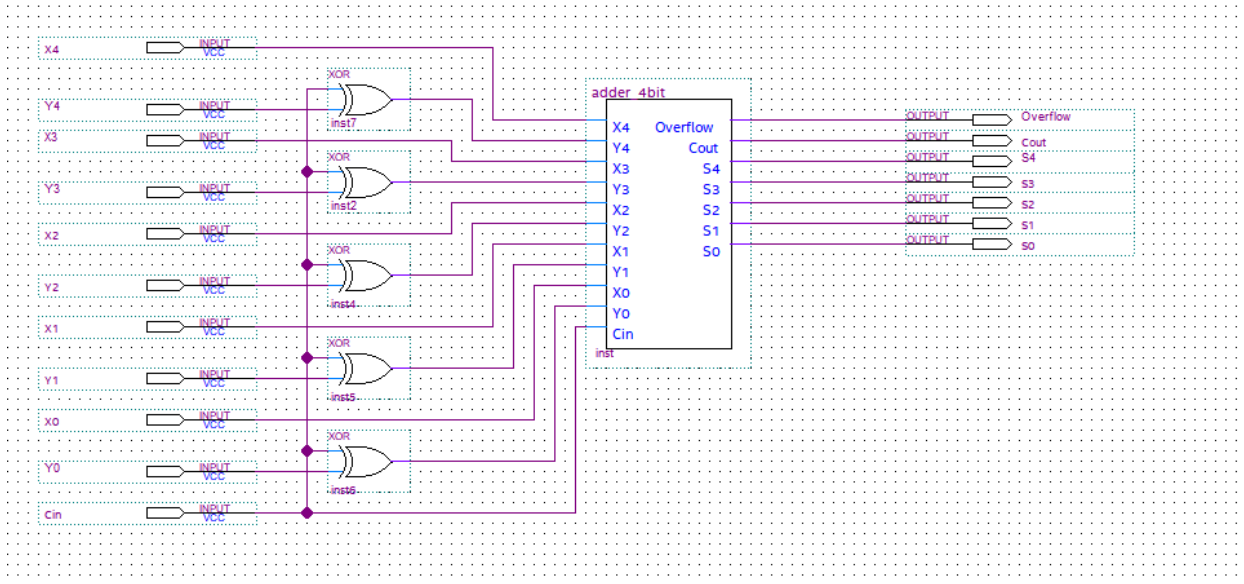 X4 INPUT
VCC
XOR
inst7
Y4 INPUT
VCC
X3 INPUT
VCC
XOR
inst2
Y3 INPUT
VCC
X2 INPUT
VCC
XOR
inst4
Y2 INPUT
VCC
X1 INPUT
VCC
XOR
inst5
Y1 INPUT
VCC
X0 INPUT
VCC
XOR
inst6
Y0 INPUT
VCC
Cin INPUT
VCC
adder_4bit
X4 Overflow
Y4 Cout
X3 S4
Y3 S3
X2 S2
Y2 S1
X1 S0
Y1
X0
Y0
Cin
inst
OUTPUT Overflow
OUTPUT Cout
OUTPUT S4
OUTPUT S3
OUTPUT S2
OUTPUT S1
OUTPUT S0